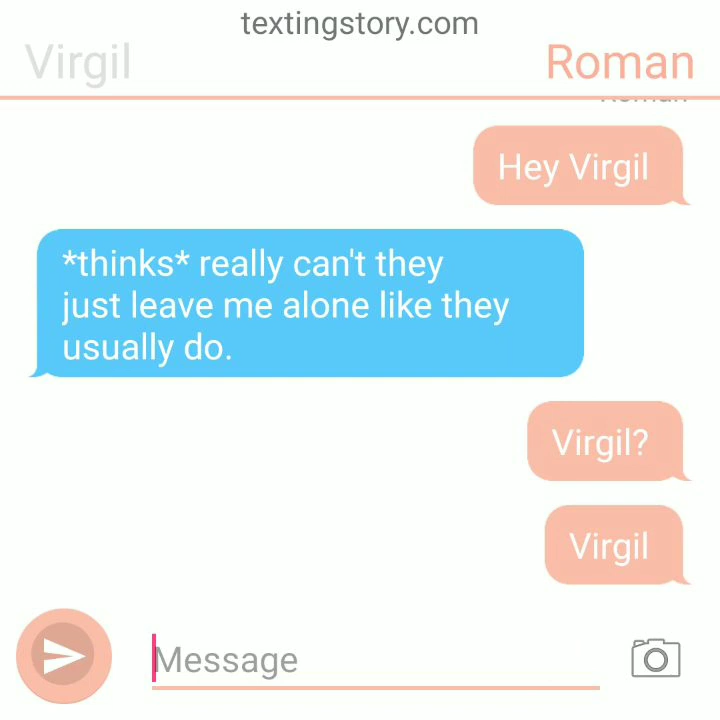 textingstory.com
Virgil
Roman
Hey Virgil
*thinks* really can't they
just leave me alone like they
usually do.
Virgil?
Virgil
Message